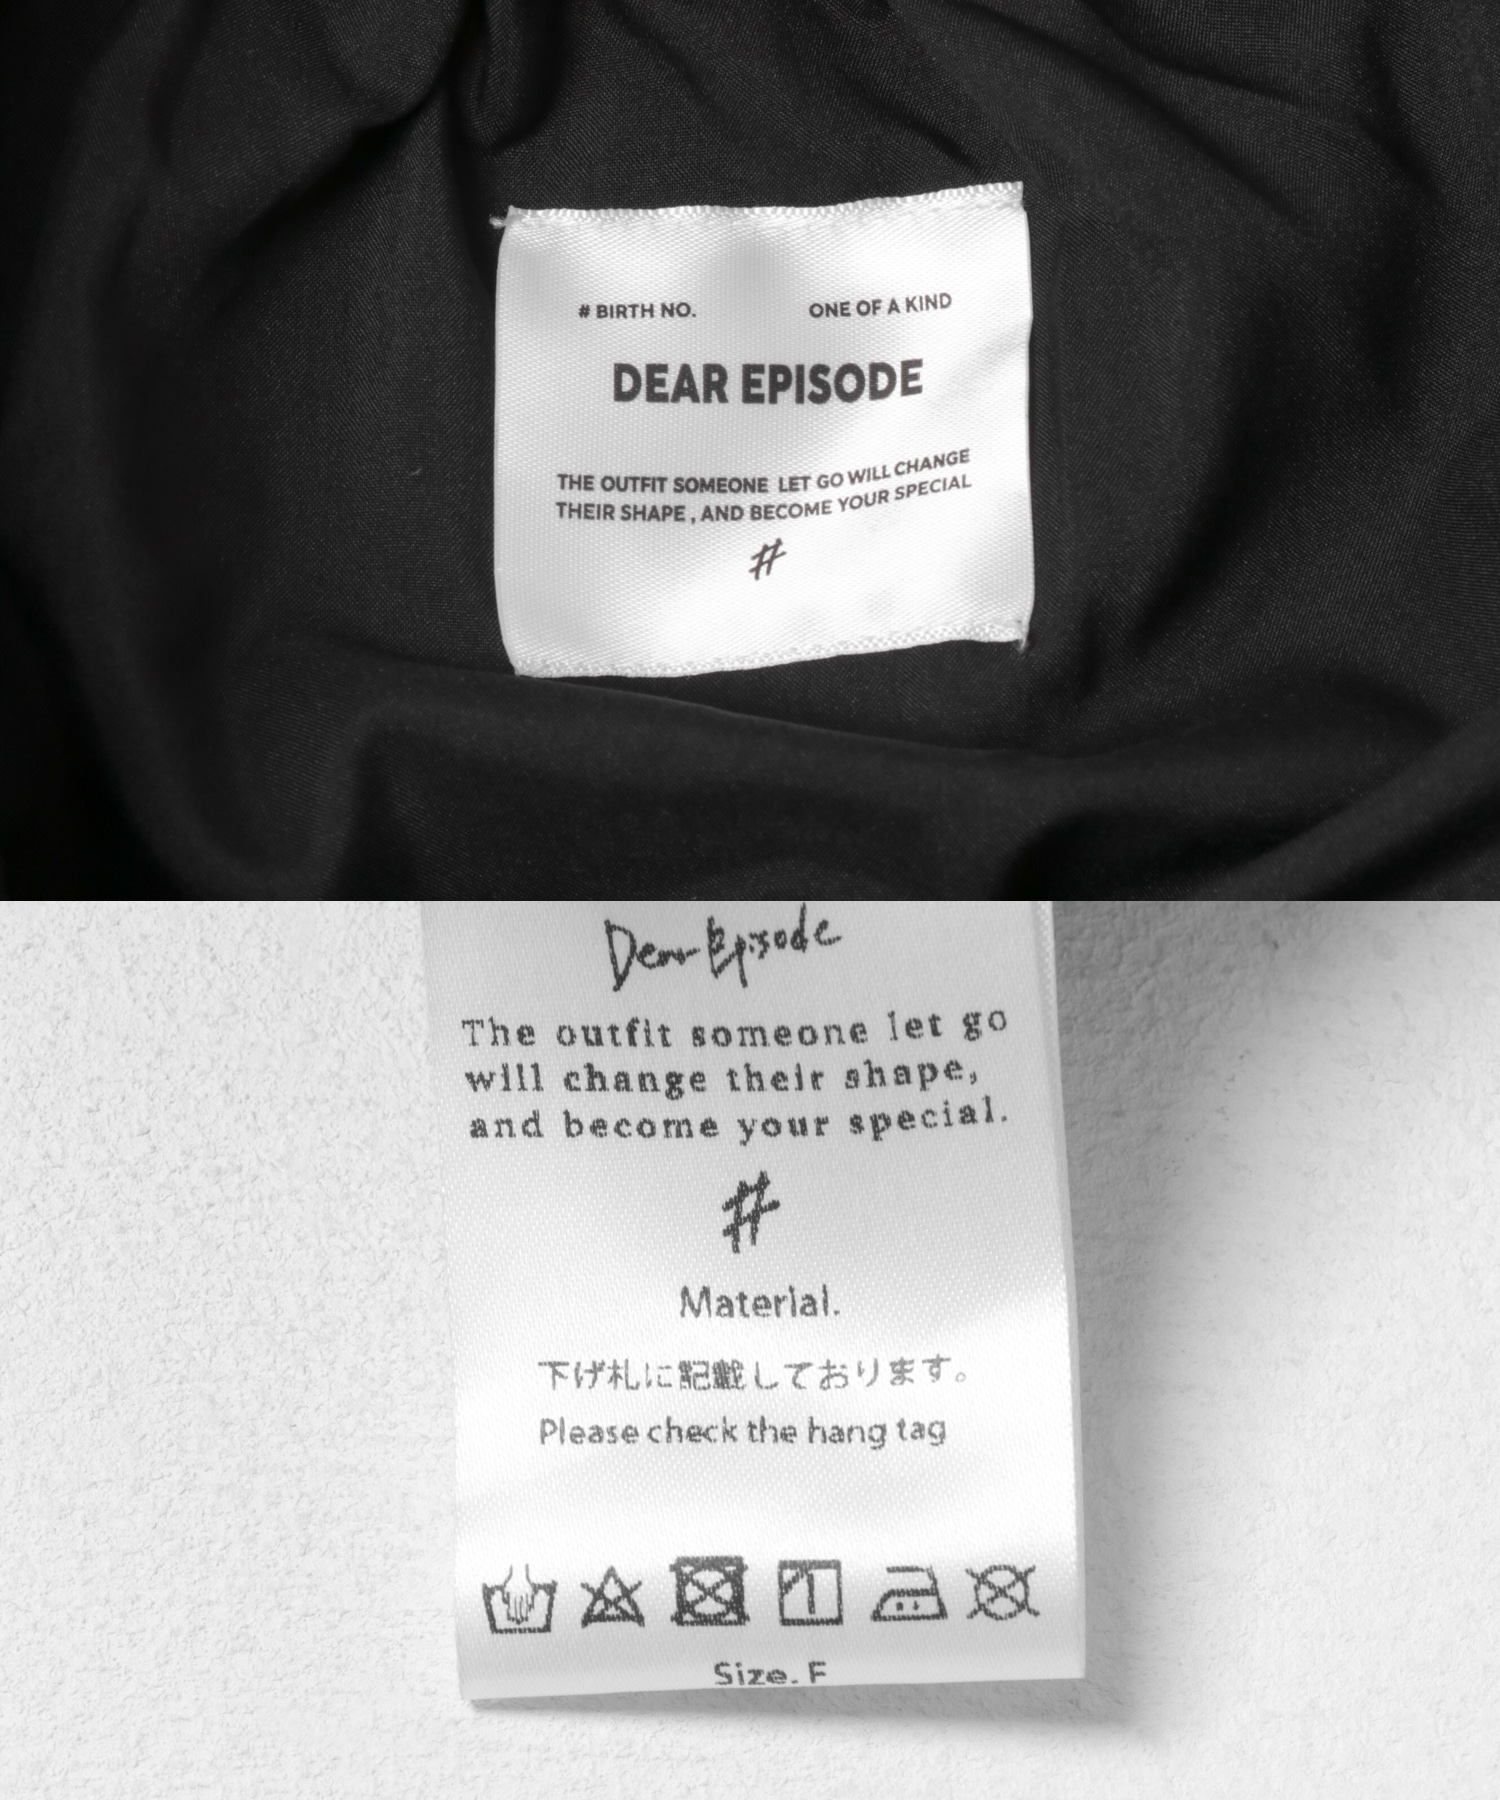 # BIRTH NO. ONE OF A KIND
DEAR EPISODE
THE OUTFIT SOMEONE LET GO WILL CHANGE
THEIR SHAPE , AND BECOME YOUR SPECIAL
#
Dear Episode
The outfit someone let go
will change their shape,
and become your special.
#
Material.
下げ札に記載しております。
Please check the hang tag
Size. F